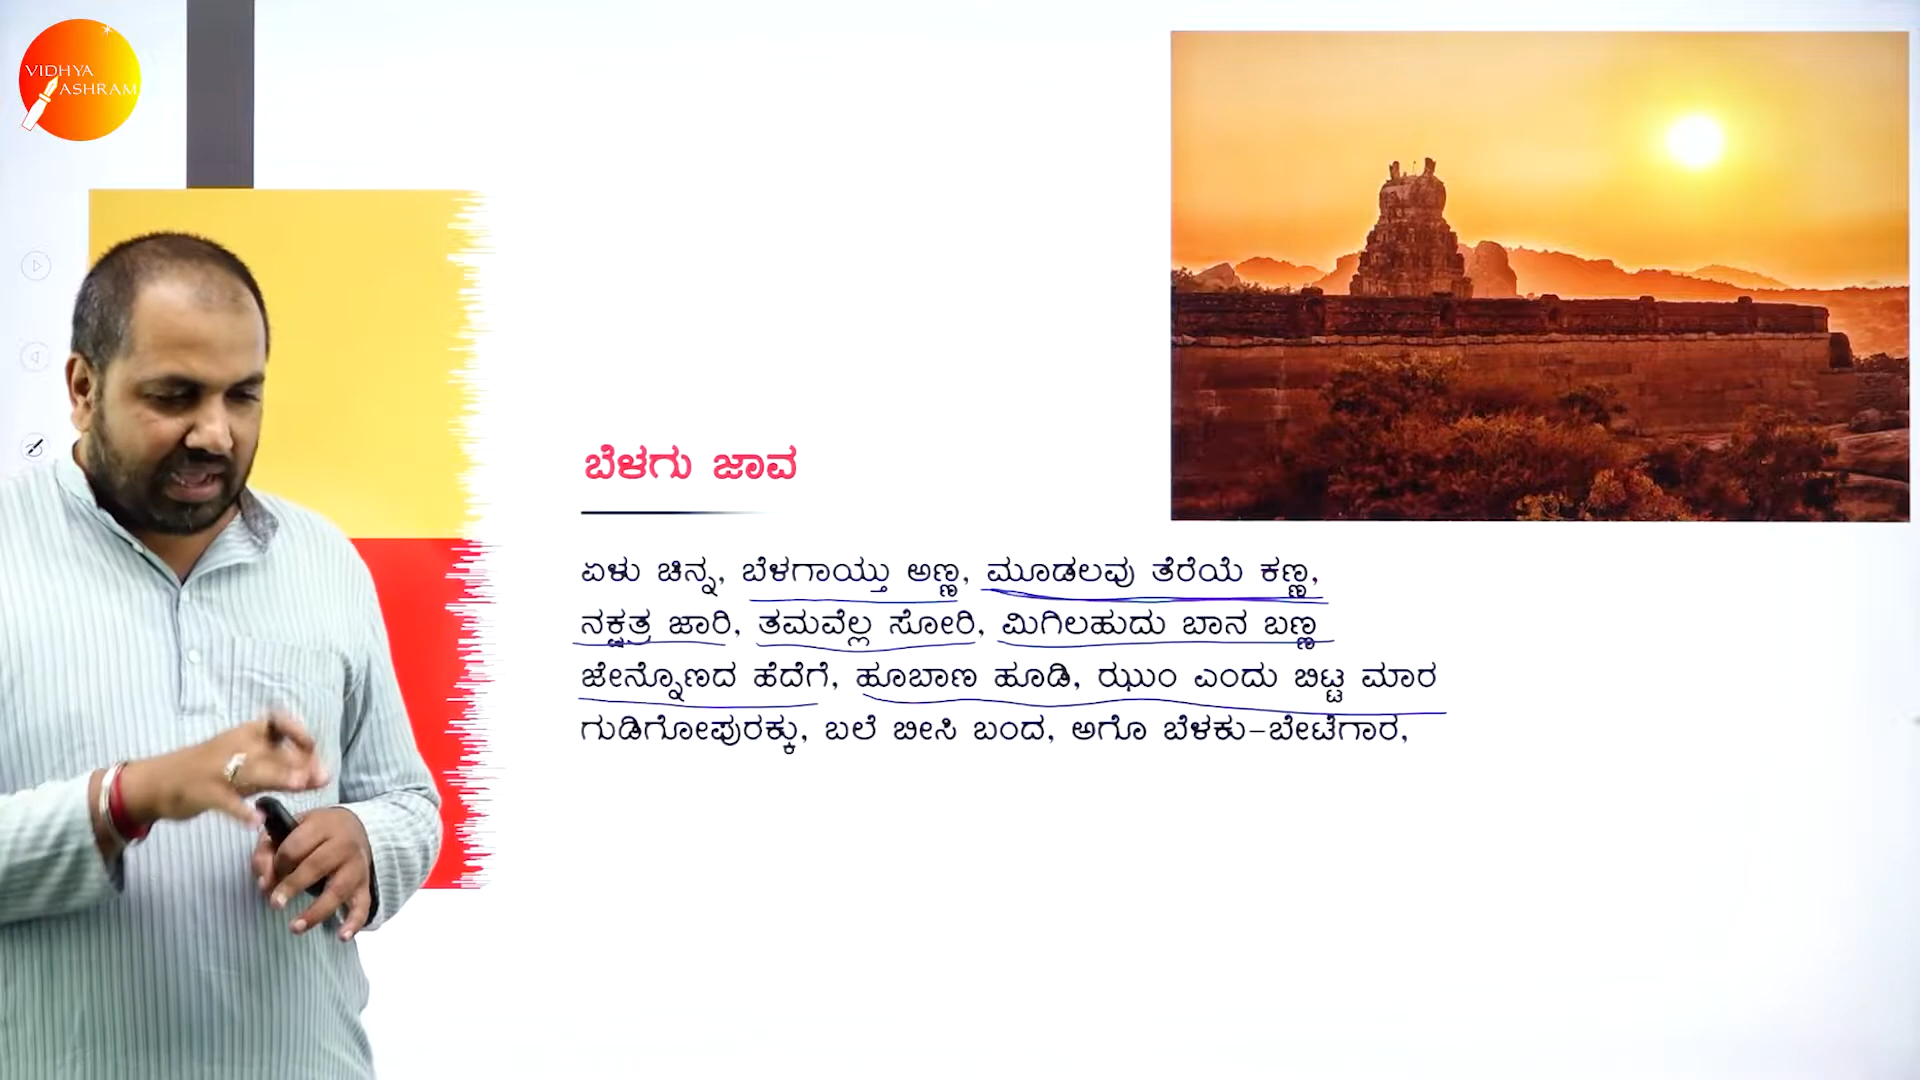 VIDHYA
ASHRAM
ಬೆಳಗು ಜಾವ
ಏಳು ಚಿನ್ನ, ಬೆಳಗಾಯ್ತು ಅಣ್ಣ, ಮೂಡಲವು ತೆರೆಯೆ ಕಣ್ಣ,
ನಕ್ಷತ್ರ ಜಾರಿ, ತಮವೆಲ್ಲ ಸೋರಿ, ಮಿಗಿಲಹುದು ಬಾನ ಬಣ್ಣ
ಜೇನ್ನೊಣದ ಹೆದೆಗೆ, ಹೂಬಾಣ ಹೂಡಿ, ಝುಂ ಎಂದು ಬಿಟ್ಟ ಮಾರ
ಗುಡಿಗೋಪುರಕ್ಕು, ಬಲೆ ಬೀಸಿ ಬಂದ, ಅಗೊ ಬೆಳಕು-ಬೇಟೆಗಾರ,